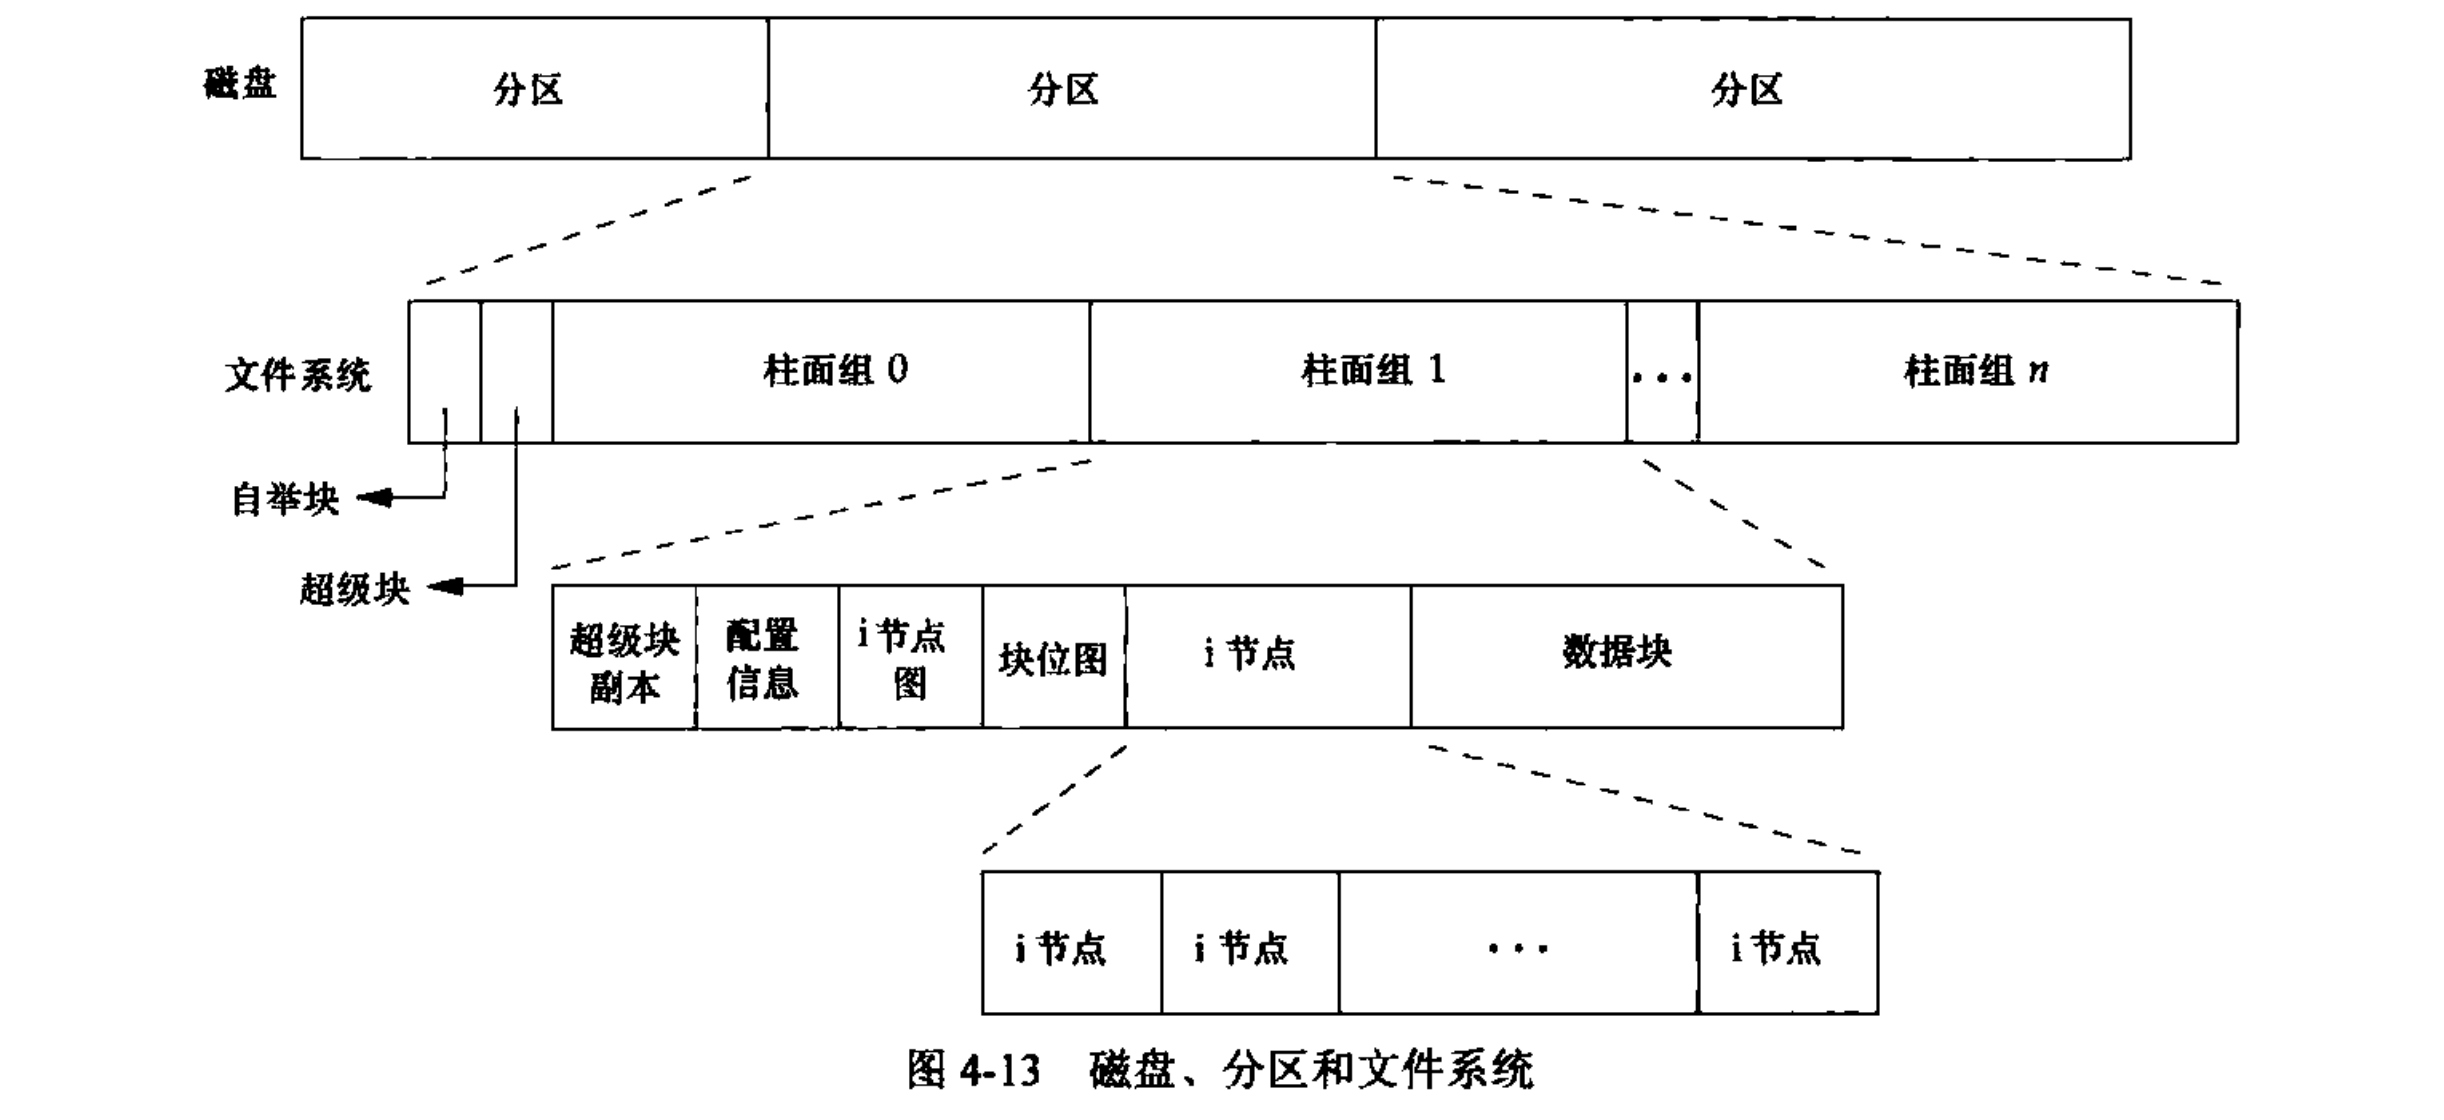 磁盘
分区
分区
分区
文件系统
柱面组 0
柱面组 1
...
柱面组 n
自举块
超级块
超级块
副本
配置
信息
i 节点
图
块位图
i 节点
数据块
i 节点
i 节点
...
i 节点
图 4-13 磁盘、分区和文件系统